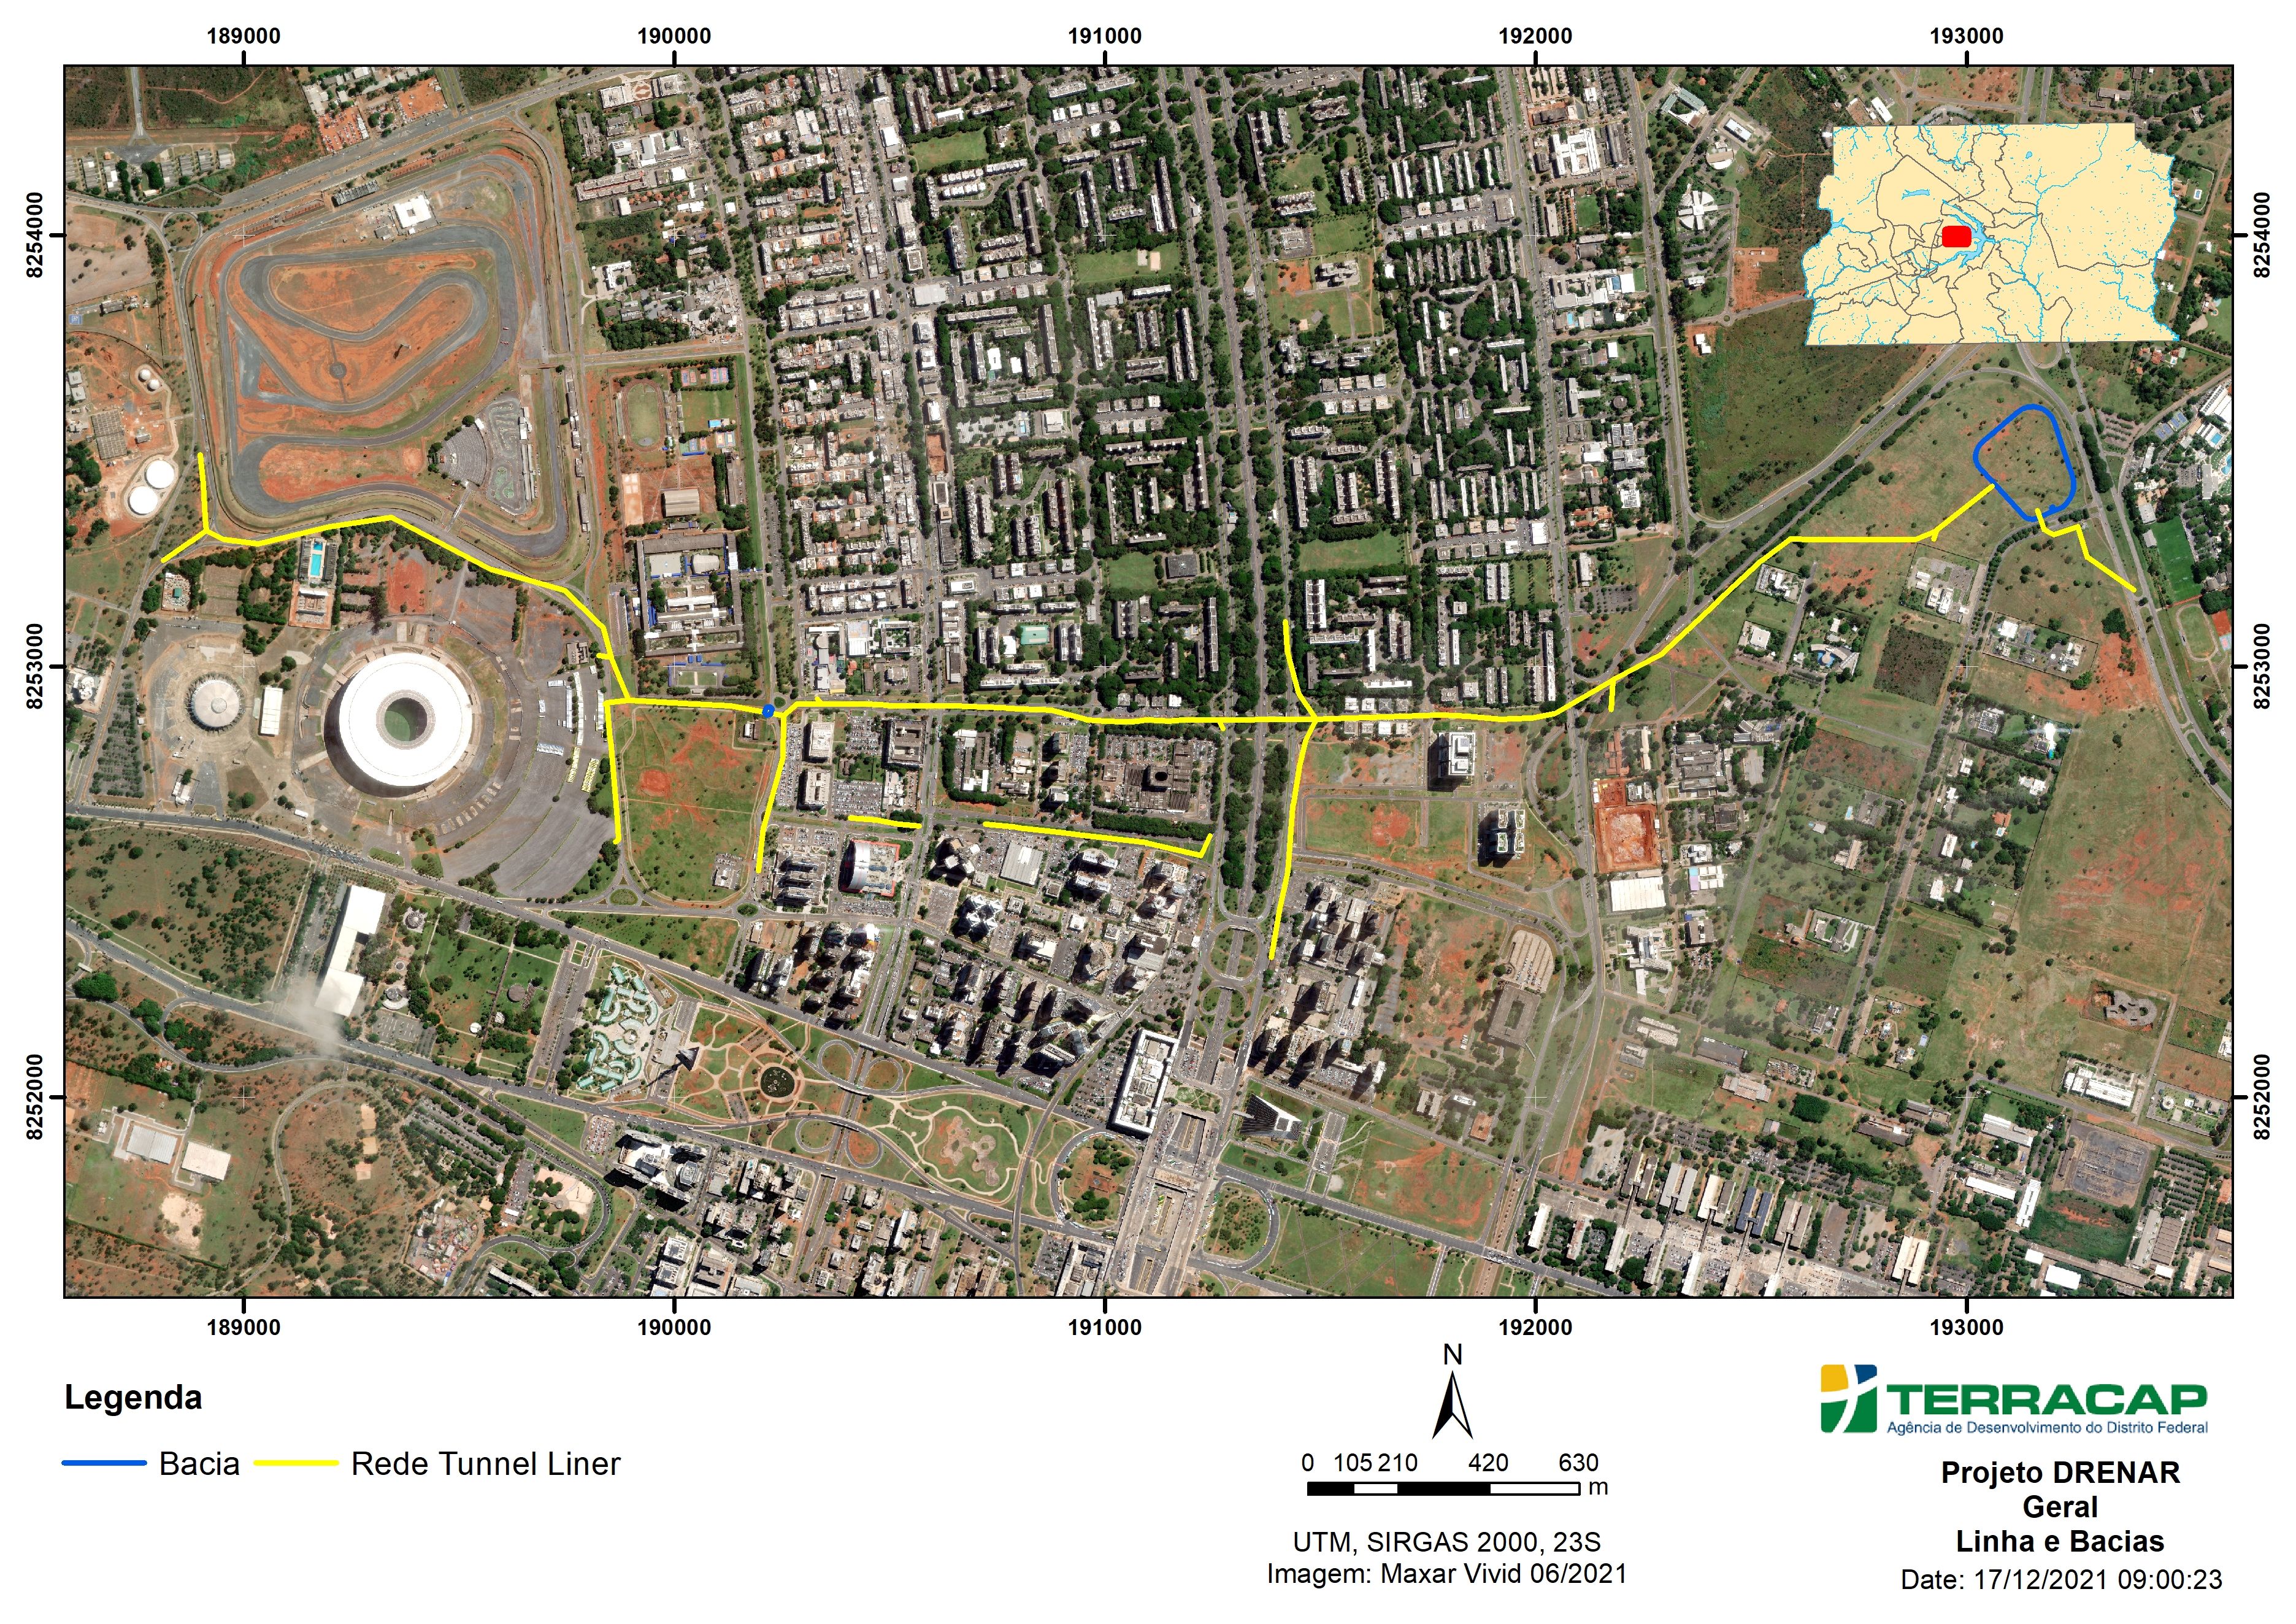 189000 190000 191000 192000 193000
8254000 8254000
8253000 8253000
8252000 8252000
189000 190000 191000 192000 193000
Legenda
Bacia Rede Tunnel Liner
N
0 105 210 420 630
m
UTM, SIRGAS 2000, 23S
Imagem: Maxar Vivid 06/2021
TERRACAP
Agência de Desenvolvimento do Distrito Federal
Projeto DRENAR
Geral
Linha e Bacias
Date: 17/12/2021 09:00:23